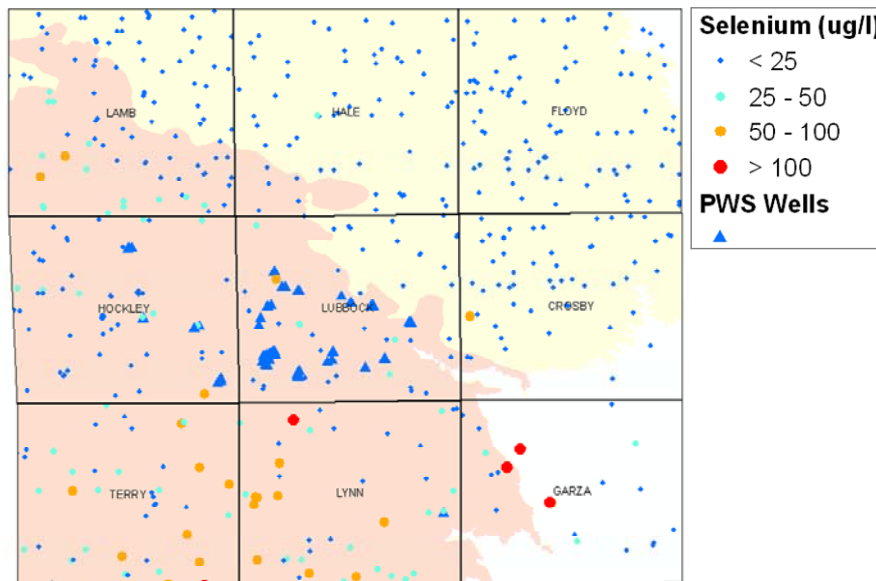 Selenium (ug/l)
< 25
25 - 50
50 - 100
> 100
PWS Wells
LAMB
HALE
FLOYD
HOCKLEY
LUBBOCK
CROSBY
TERRY
LYNN
GARZA